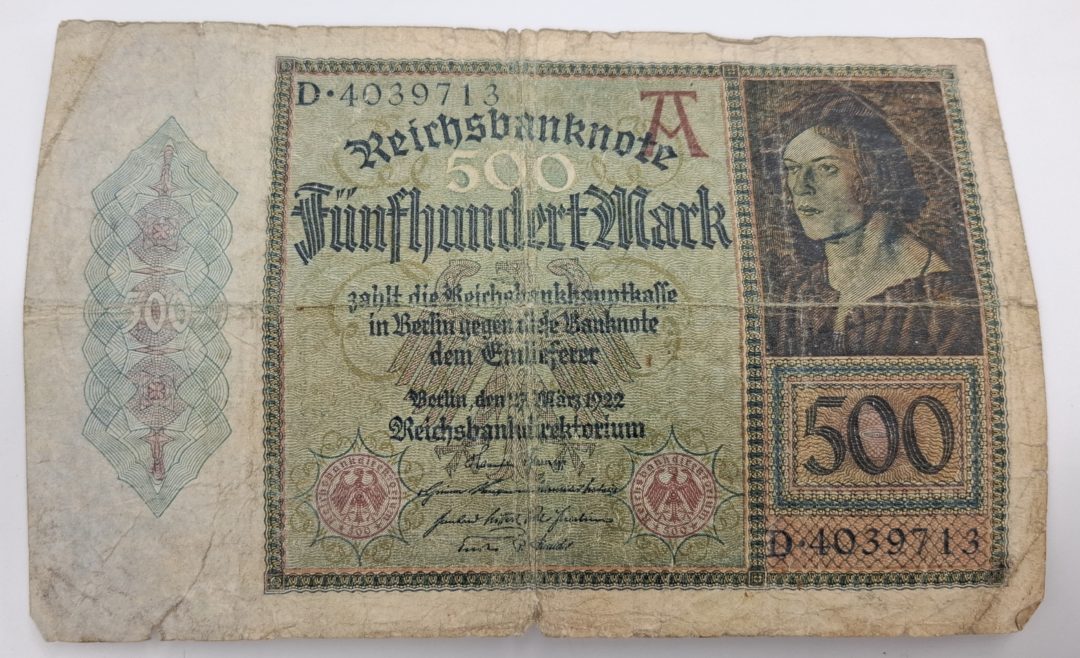 D·4039713
A
Reichsbanknote
500
Fünfhundert Mark
zahlt die Reichsbankhauptkasse
in Berlin gegen diese Banknote
dem Einlieferer
Berlin, den 27. März 1922
Reichsbankdirektorium
500
500
D·4039713